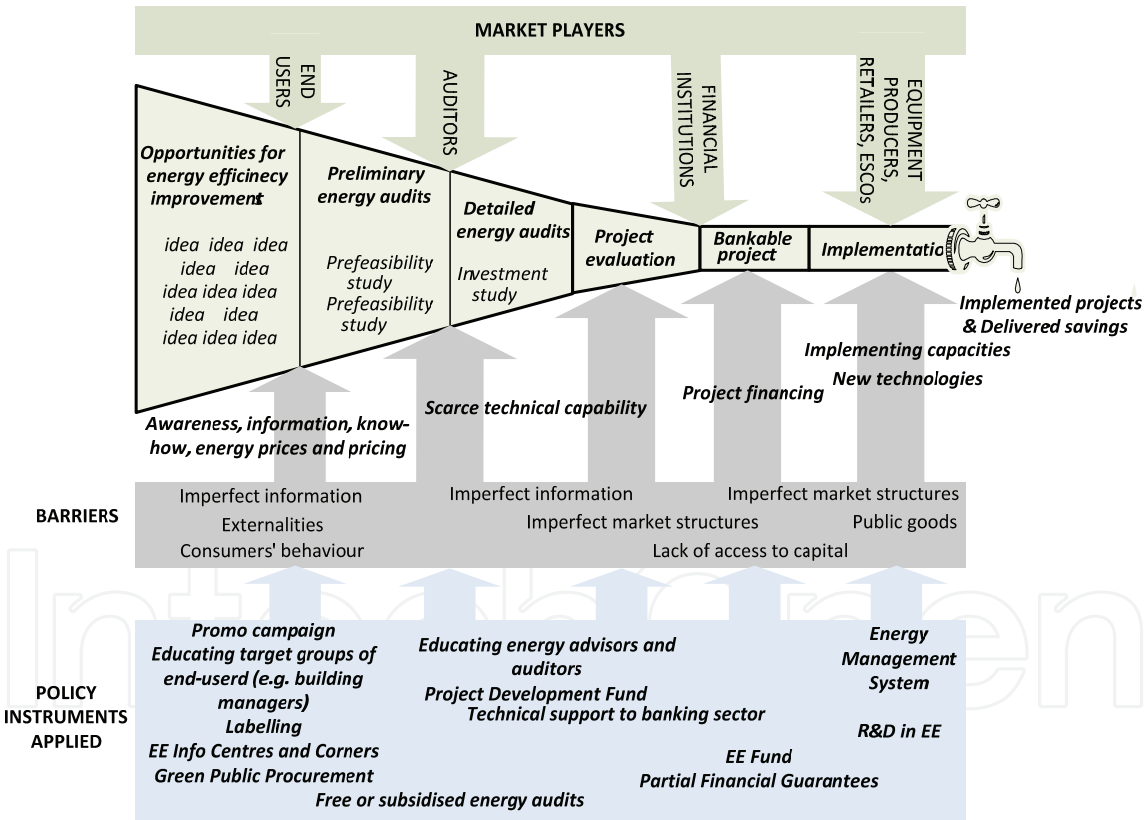 MARKET PLAYERS
END
USERS
AUDITORS
FINANCIAL
INSTITUTIONS
EQUIPMENT
PRODUCERS,
RETAILERS, ESCOs
Opportunities for
energy efficinecy
improvements
idea idea idea
idea idea
idea idea idea
idea idea
idea idea idea
Preliminary
energy audits
Prefeasibility
study
Prefeasibility
study
Detailed
energy audits
Investment
study
Project
evaluation
Bankable
project
Implementatio
Implemented projects
& Delivered savings
Awareness, information, know-
how, energy prices and pricing
Scarce technical capability
Project financing
Implementing capacities
New technologies
BARRIERS
Imperfect information
Externalities
Consumers' behaviour
Imperfect information
Imperfect market structures
Lack of access to capital
Imperfect market structures
Public goods
POLICY
INSTRUMENTS
APPLIED
Promo campaign
Educating target groups of
end-userd (e.g. building
managers)
Labelling
EE Info Centres and Corners
Green Public Procurement
Free or subsidised energy audits
Educating energy advisors and
auditors
Project Development Fund
Technical support to banking sector
EE Fund
Partial Financial Guarantees
Energy
Management
System
R&D in EE